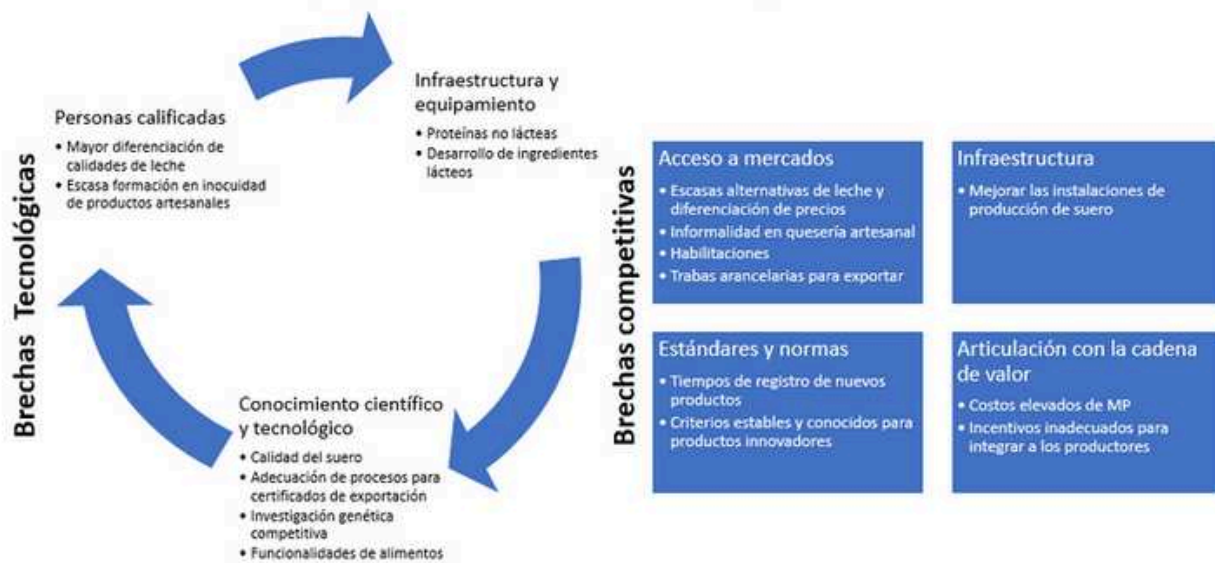 Brechas Tecnológicas
Personas calificadas
• Mayor diferenciación de
calidades de leche
• Escasa formación en inocuidad
de productos artesanales
Infraestructura y
equipamiento
• Proteínas no lácteas
• Desarrollo de ingredientes
lácteos
Conocimiento científico
y tecnológico
• Calidad del suero
• Adecuación de procesos para
certificados de exportación
• Investigación genética
competitiva
• Funcionalidades de alimentos
Brechas competitivas
Acceso a mercados
• Escasas alternativas de leche y
diferenciación de precios
• Informalidad en quesería artesanal
• Habilitaciones
• Trabas arancelarias para exportar
Infraestructura
• Mejorar las instalaciones de
producción de suero
Estándares y normas
• Tiempos de registro de nuevos
productos
• Criterios estables y conocidos para
productos innovadores
Articulación con la cadena
de valor
• Costos elevados de MP
• Incentivos inadecuados para
integrar a los productores